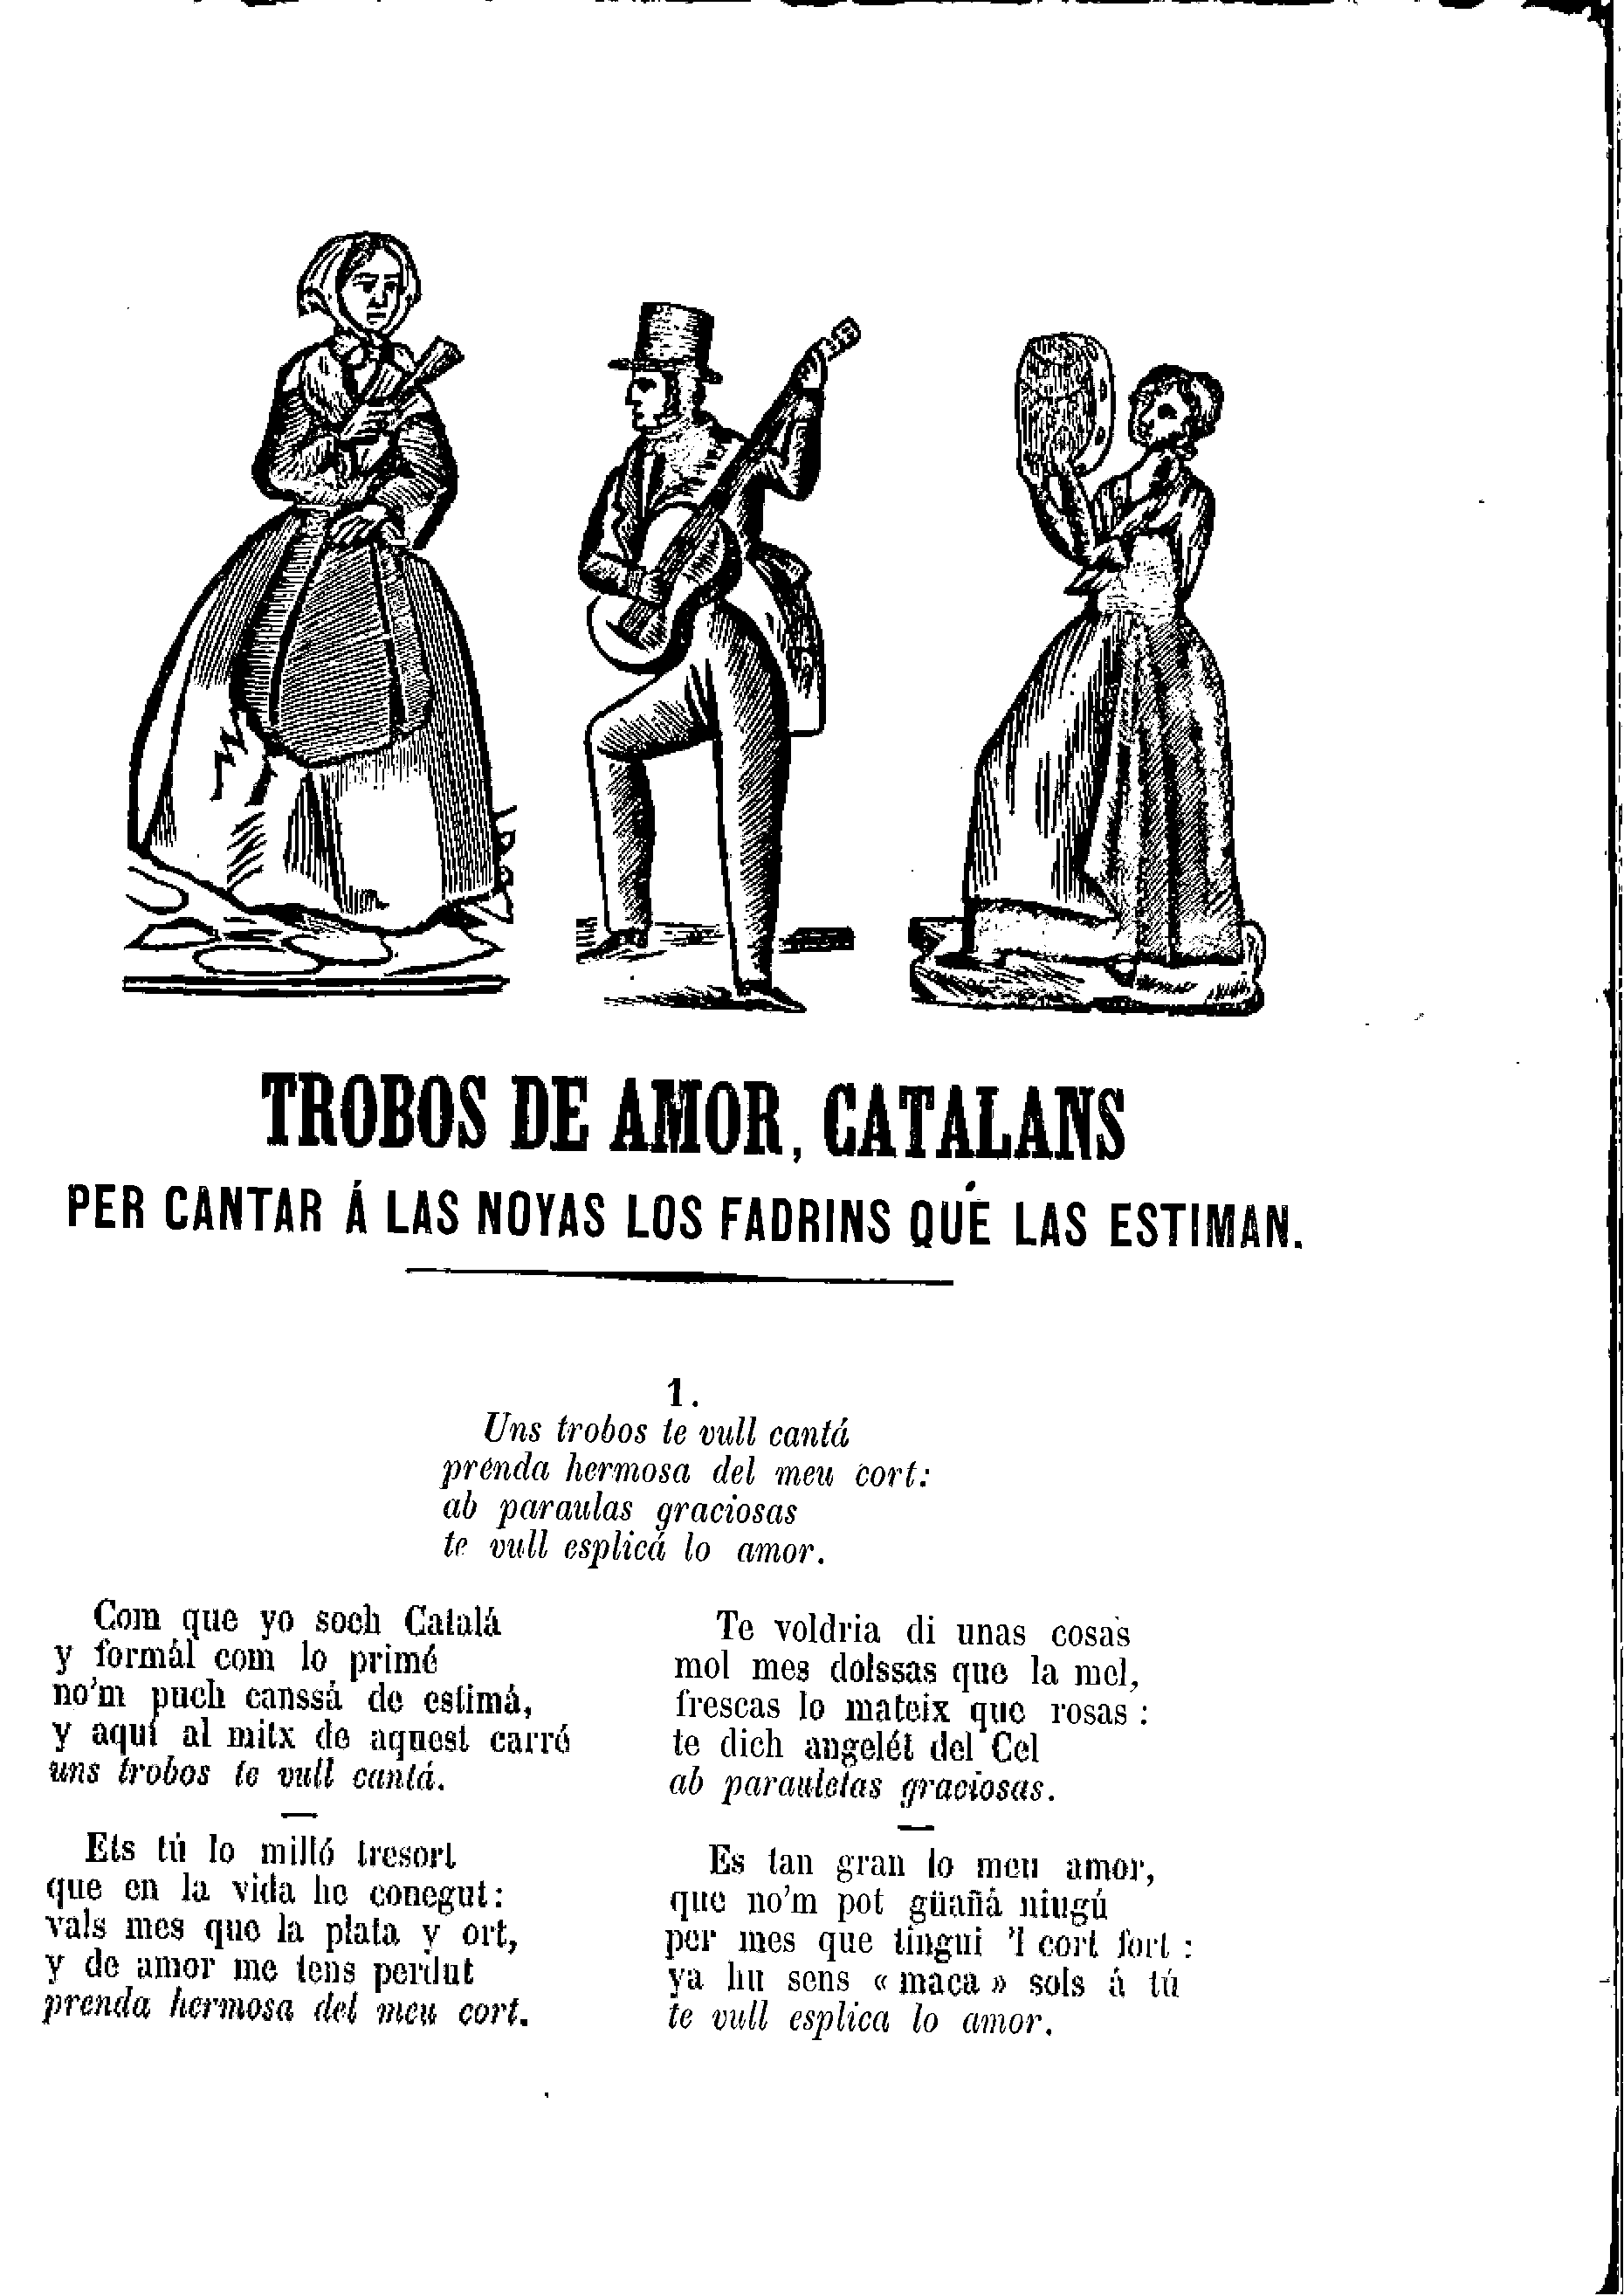 TROBOS DE AMOR, CATALANS
PER CANTAR Á LAS NOYAS LOS FADRINS QUÉ LAS ESTIMAN.
1.
Uns trobos te vull cantá
prenda hermosa del meu cort:
ab paraulas graciosas
te vull esplicá lo amor.
Com que yo soch Catalá
y formál com lo primé
no'm puch canssá de estimá,
y aquí al mitx de aquest carré
uns trobos te vull cantá.
Ets tú lo milló tresort
que en la vida he conegut:
vals mes que la plata y ort,
y de amor me tens perdut
prenda hermosa del meu cort.
Te voldria di unas cosas
mol mes dolssas que la mel,
frescas lo mateix que rosas :
te dich angelét del Cel
ab parauletas graciosas.
Es tan gran lo meu amor,
que no'm pot güañá ningú
per mes que tingui 'l cort fort :
ya hu sens « maca » sols á tú
te vull esplica lo amor.